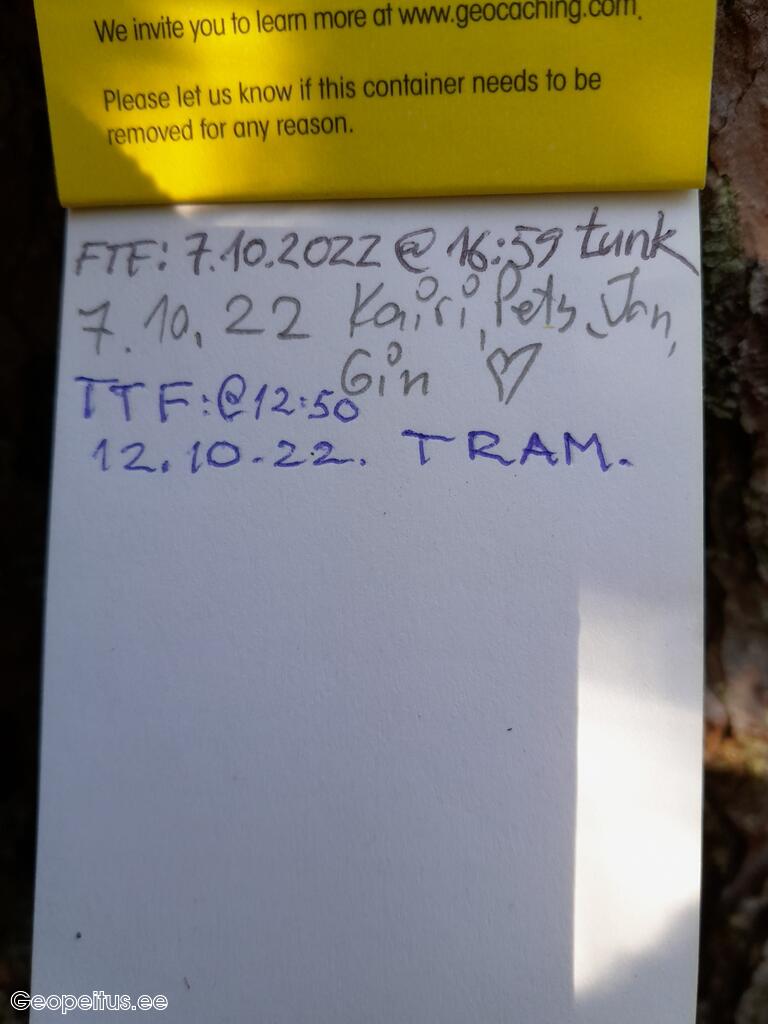 We invite you to learn more at www.geocaching.com.
Please let us know if this container needs to be
removed for any reason.
FTF: 7.10.2022 @ 16:59 tunk
7.10.22 Kairi, Pets, Jan,
Gin ♡
TTF:@12:50
12.10.22. TRAM.
Geopeitus.ee